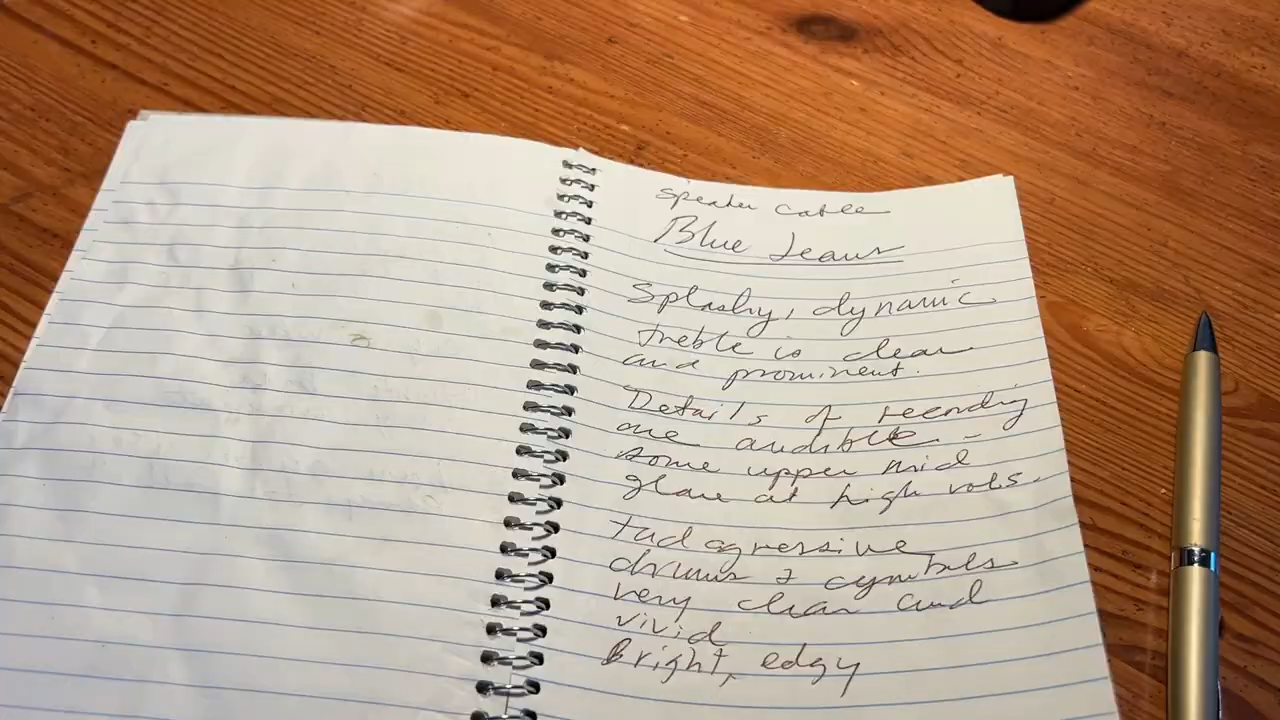 speaker cable
Blue Jeans
Splashy, dynamic
treble is clear
and prominent.
Details of recording
are audible -
some upper mid
glare at high vols.
tad agressive
drums & cymbals
very clear and
vivid
Bright, edgy